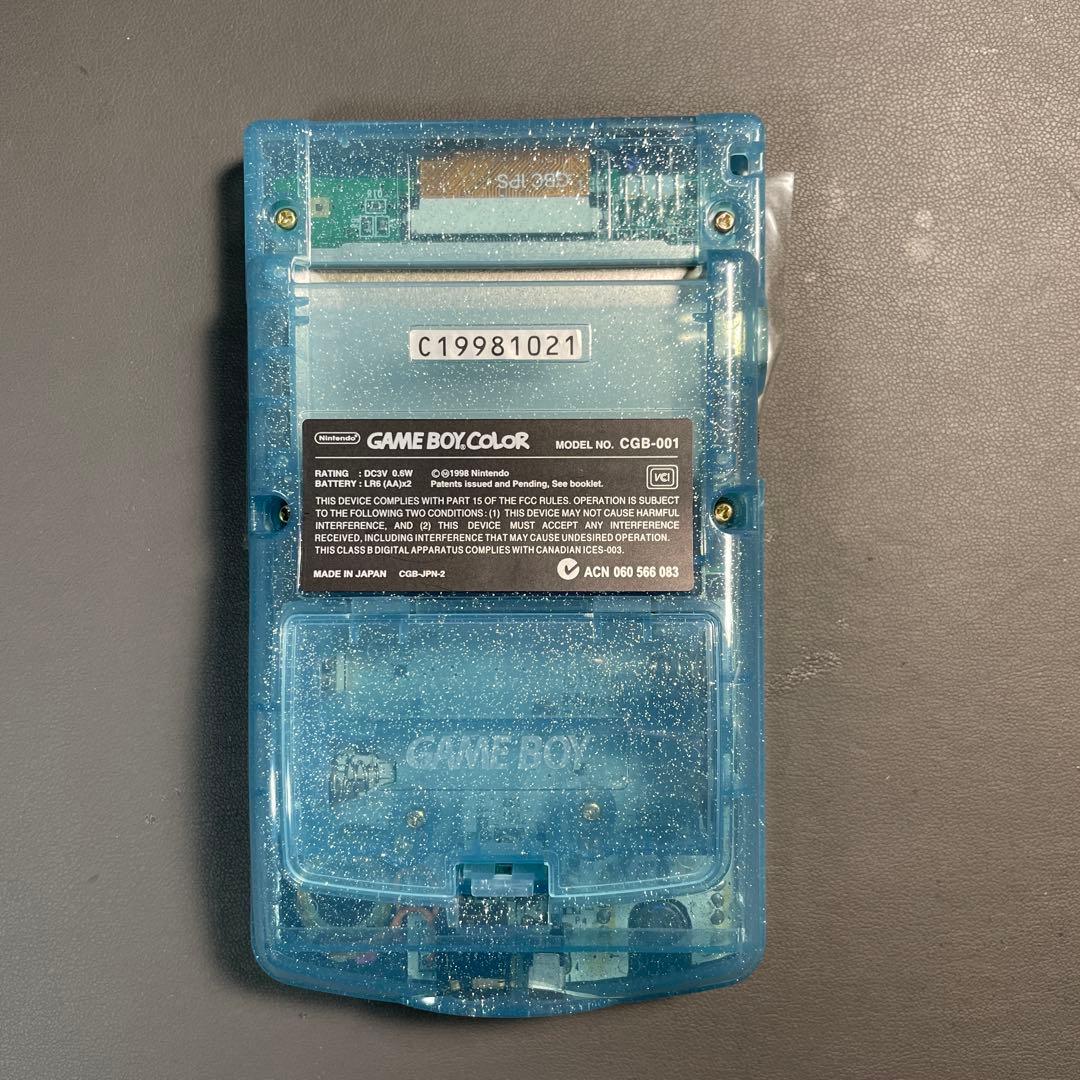 GBC IPS
R10
C19981021
Nintendo® GAME BOY® COLOR MODEL NO. CGB-001
RATING : DC3V 0.6W ©Ⓜ1998 Nintendo
BATTERY : LR6 (AA)x2 Patents issued and Pending, See booklet.
VCI
THIS DEVICE COMPLIES WITH PART 15 OF THE FCC RULES. OPERATION IS SUBJECT
TO THE FOLLOWING TWO CONDITIONS: (1) THIS DEVICE MAY NOT CAUSE HARMFUL
INTERFERENCE, AND (2) THIS DEVICE MUST ACCEPT ANY INTERFERENCE
RECEIVED, INCLUDING INTERFERENCE THAT MAY CAUSE UNDESIRED OPERATION.
THIS CLASS B DIGITAL APPARATUS COMPLIES WITH CANADIAN ICES-003.
MADE IN JAPAN CGB-JPN-2 ACN 060 566 083
GAME BOY